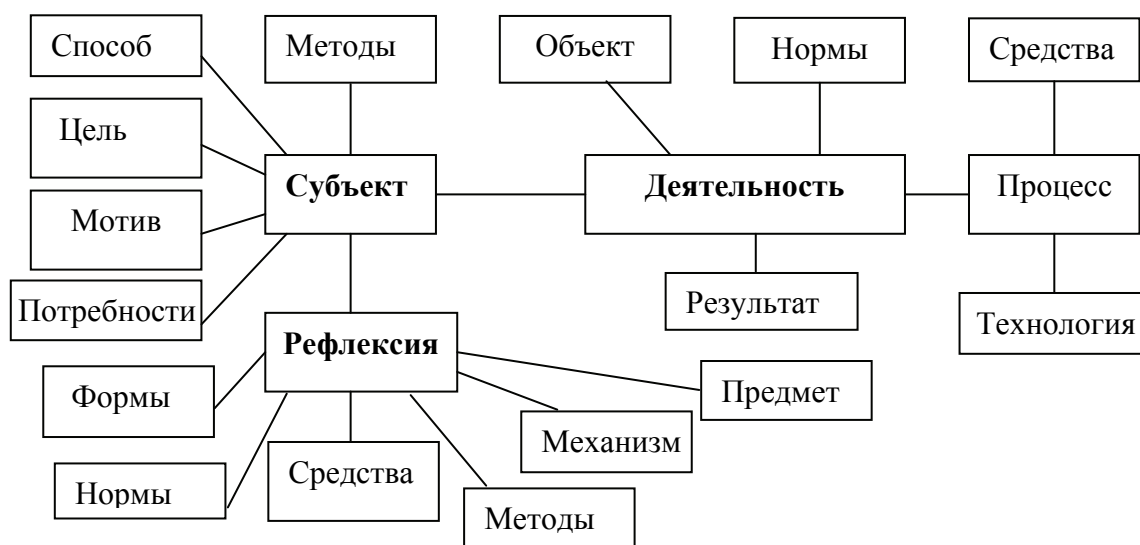 Способ
Методы
Объект
Нормы
Средства
Цель
Субъект
Деятельность
Процесс
Мотив
Потребности
Результат
Технология
Рефлексия
Формы
Предмет
Механизм
Средства
Нормы
Методы